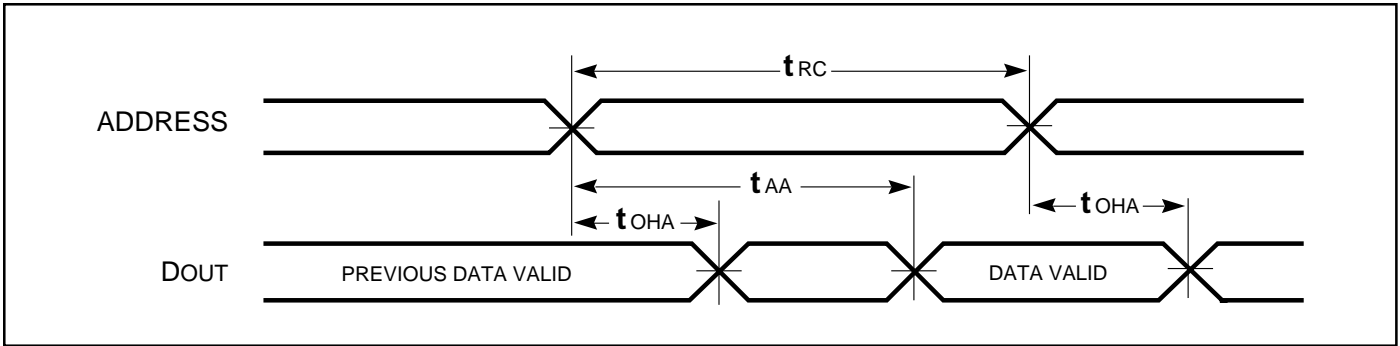 tRC
ADDRESS
tAA
tOHA
tOHA
DOUT
PREVIOUS DATA VALID
DATA VALID